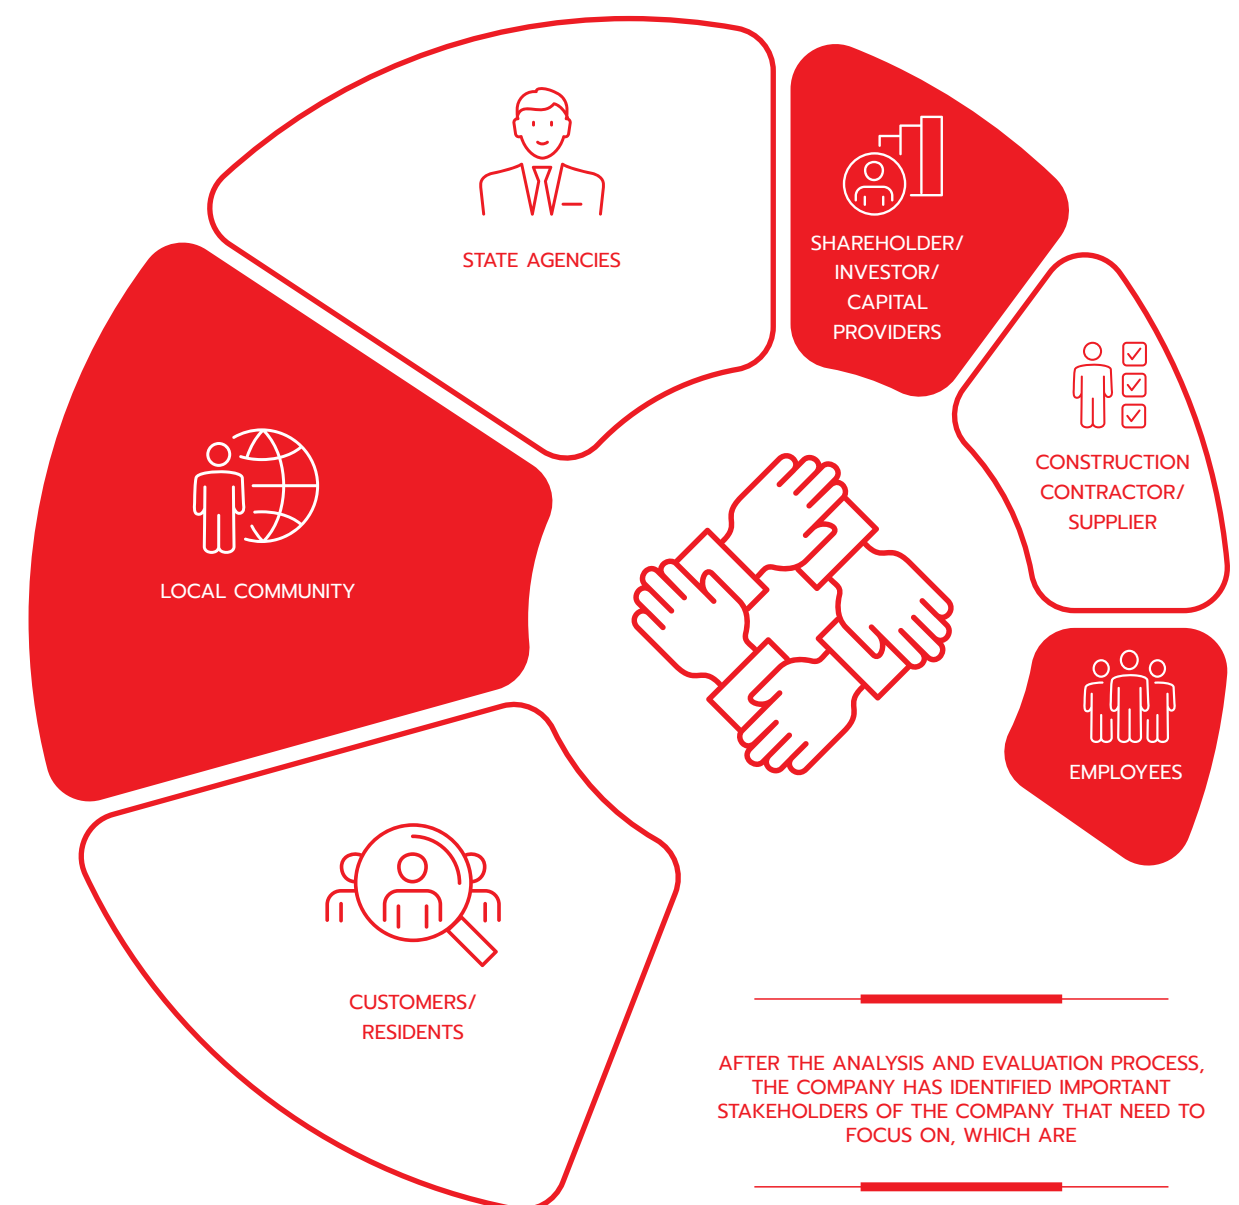 STATE AGENCIES
SHAREHOLDER/
INVESTOR/
CAPITAL
PROVIDERS
CONSTRUCTION
CONTRACTOR/
SUPPLIER
LOCAL COMMUNITY
EMPLOYEES
CUSTOMERS/
RESIDENTS
AFTER THE ANALYSIS AND EVALUATION PROCESS,
THE COMPANY HAS IDENTIFIED IMPORTANT
STAKEHOLDERS OF THE COMPANY THAT NEED TO
FOCUS ON, WHICH ARE